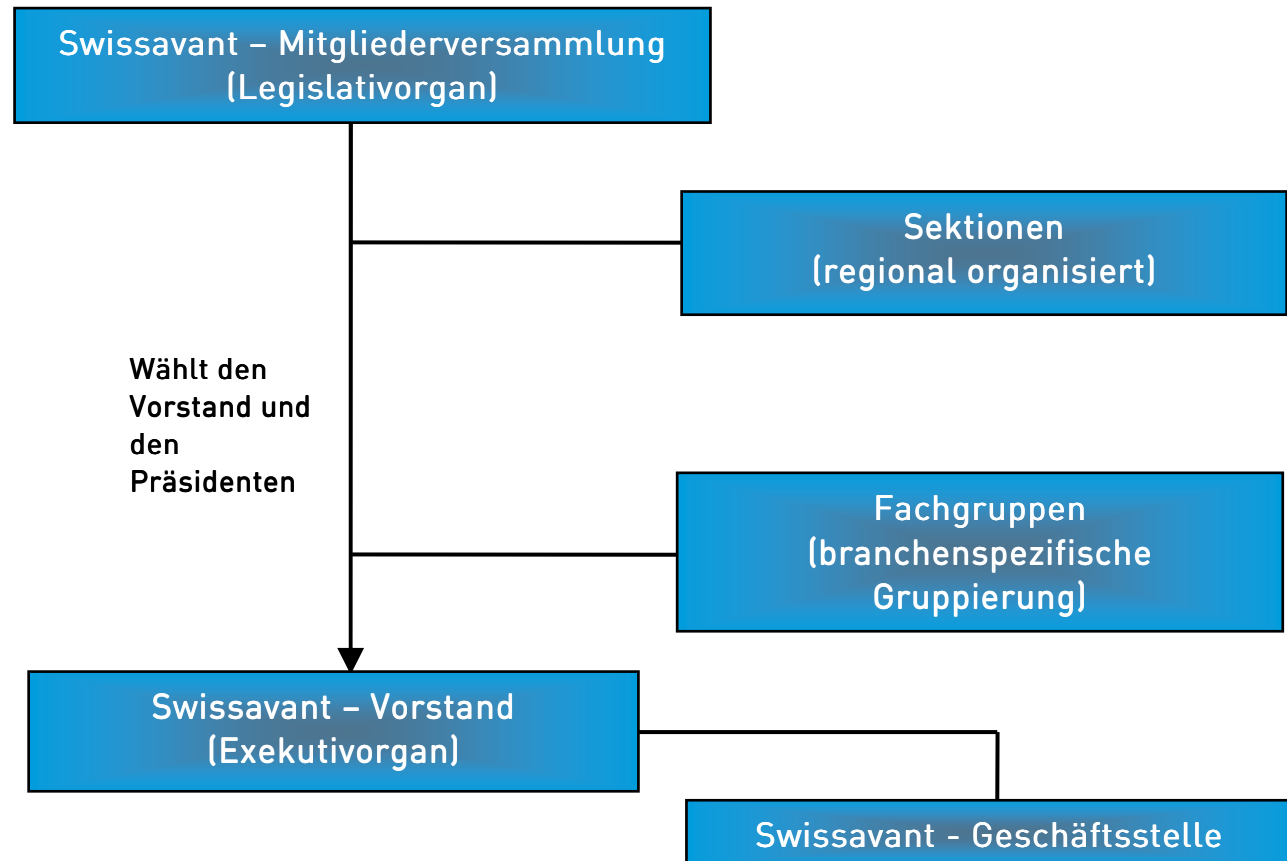 Swissavant – Mitgliederversammlung
(Legislativorgan)
Sektionen
(regional organisiert)
Wählt den
Vorstand und
den
Präsidenten
Fachgruppen
(branchenspezifische
Gruppierung)
Swissavant – Vorstand
(Exekutivorgan)
Swissavant - Geschäftsstelle